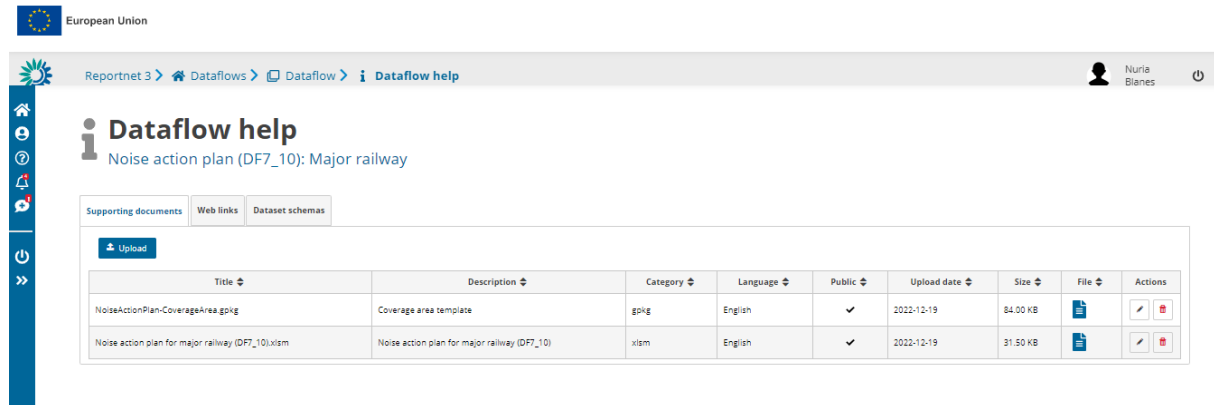 European Union
Reportnet 3 Dataflows Dataflow Dataflow help
Nuria
Blanes
Dataflow help
Noise action plan (DF7_10): Major railway
Supporting documents Web links Dataset schemas
Upload
Title Description Category Language Public Upload date Size File Actions
NoiseActionPlan-CoverageArea.gpkg Coverage area template gpkg English 2022-12-19 84.00 KB
Noise action plan for major railway (DF7_10).xlsm Noise action plan for major railway (DF7_10) xlsm English 2022-12-19 31.50 KB